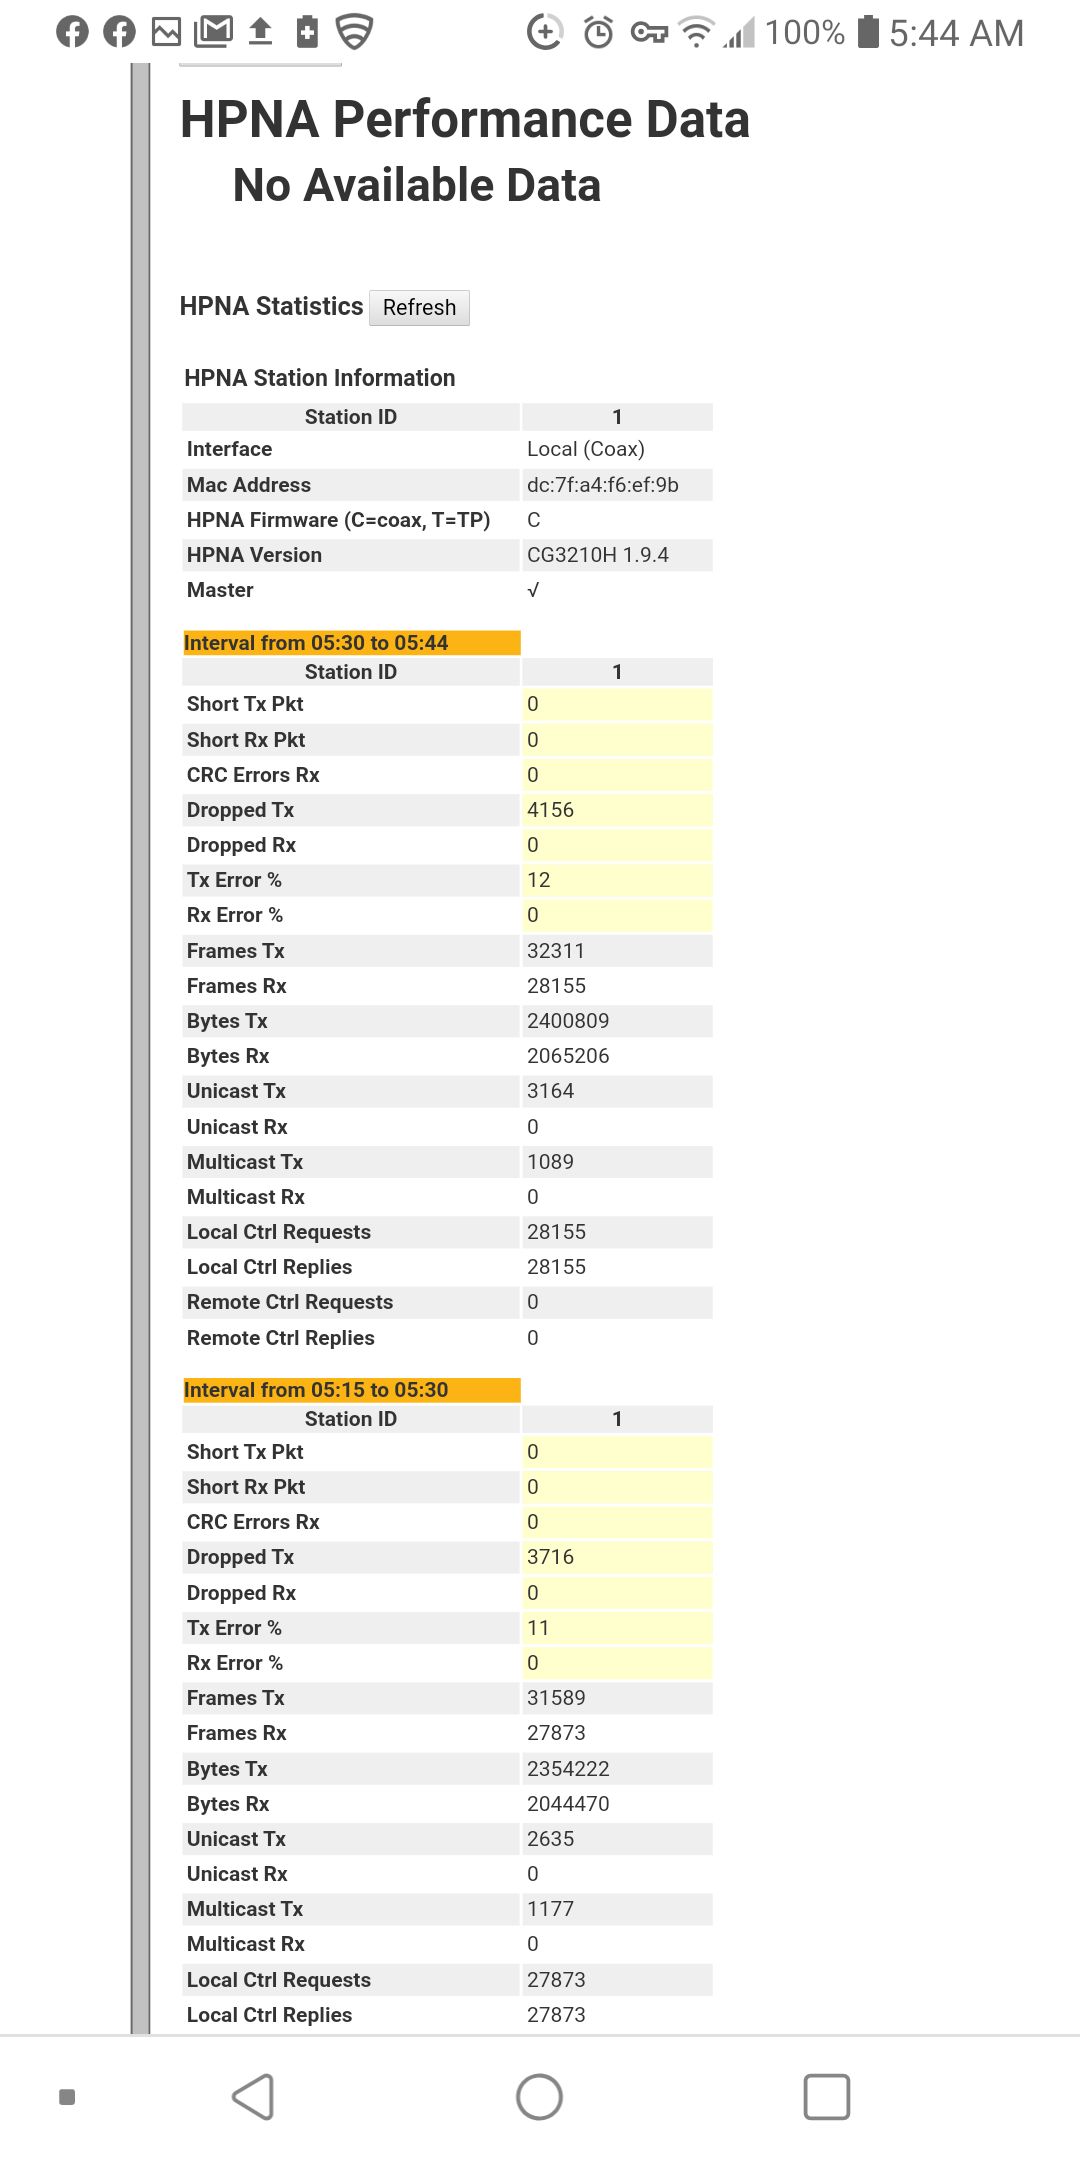 100% 5:44 AM
HPNA Performance Data
No Available Data
HPNA Statistics Refresh
HPNA Station Information
Station ID 1
Interface Local (Coax)
Mac Address dc:7f:a4:f6:ef:9b
HPNA Firmware (C=coax, T=TP) C
HPNA Version CG3210H 1.9.4
Master √
Interval from 05:30 to 05:44
Station ID 1
Short Tx Pkt 0
Short Rx Pkt 0
CRC Errors Rx 0
Dropped Tx 4156
Dropped Rx 0
Tx Error % 12
Rx Error % 0
Frames Tx 32311
Frames Rx 28155
Bytes Tx 2400809
Bytes Rx 2065206
Unicast Tx 3164
Unicast Rx 0
Multicast Tx 1089
Multicast Rx 0
Local Ctrl Requests 28155
Local Ctrl Replies 28155
Remote Ctrl Requests 0
Remote Ctrl Replies 0
Interval from 05:15 to 05:30
Station ID 1
Short Tx Pkt 0
Short Rx Pkt 0
CRC Errors Rx 0
Dropped Tx 3716
Dropped Rx 0
Tx Error % 11
Rx Error % 0
Frames Tx 31589
Frames Rx 27873
Bytes Tx 2354222
Bytes Rx 2044470
Unicast Tx 2635
Unicast Rx 0
Multicast Tx 1177
Multicast Rx 0
Local Ctrl Requests 27873
Local Ctrl Replies 27873